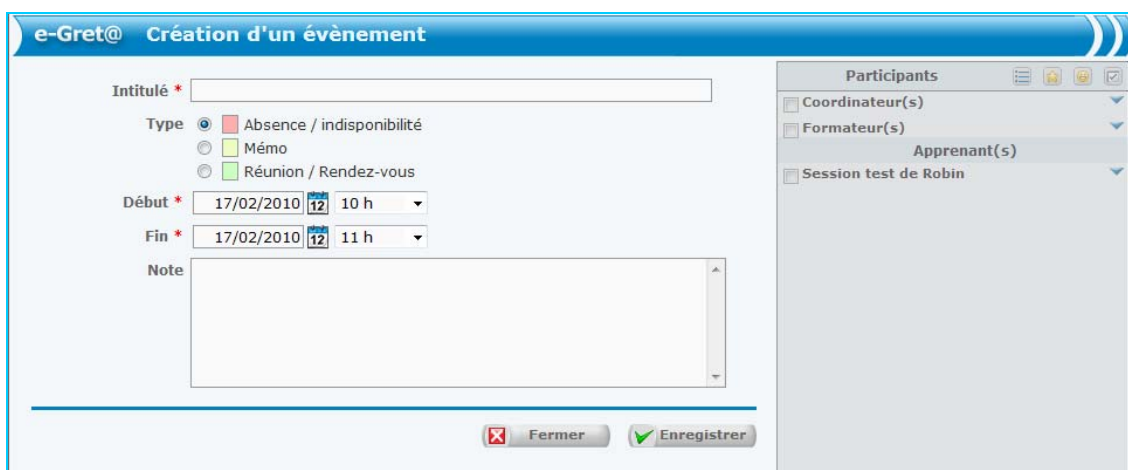 e-Gret@ Création d'un évènement
Intitulé *
Type Absence / indisponibilité
Mémo
Réunion / Rendez-vous
Début * 17/02/2010 12 10 h
Fin * 17/02/2010 12 11 h
Note
Fermer Enregistrer
Participants
Coordinateur(s)
Formateur(s)
Apprenant(s)
Session test de Robin